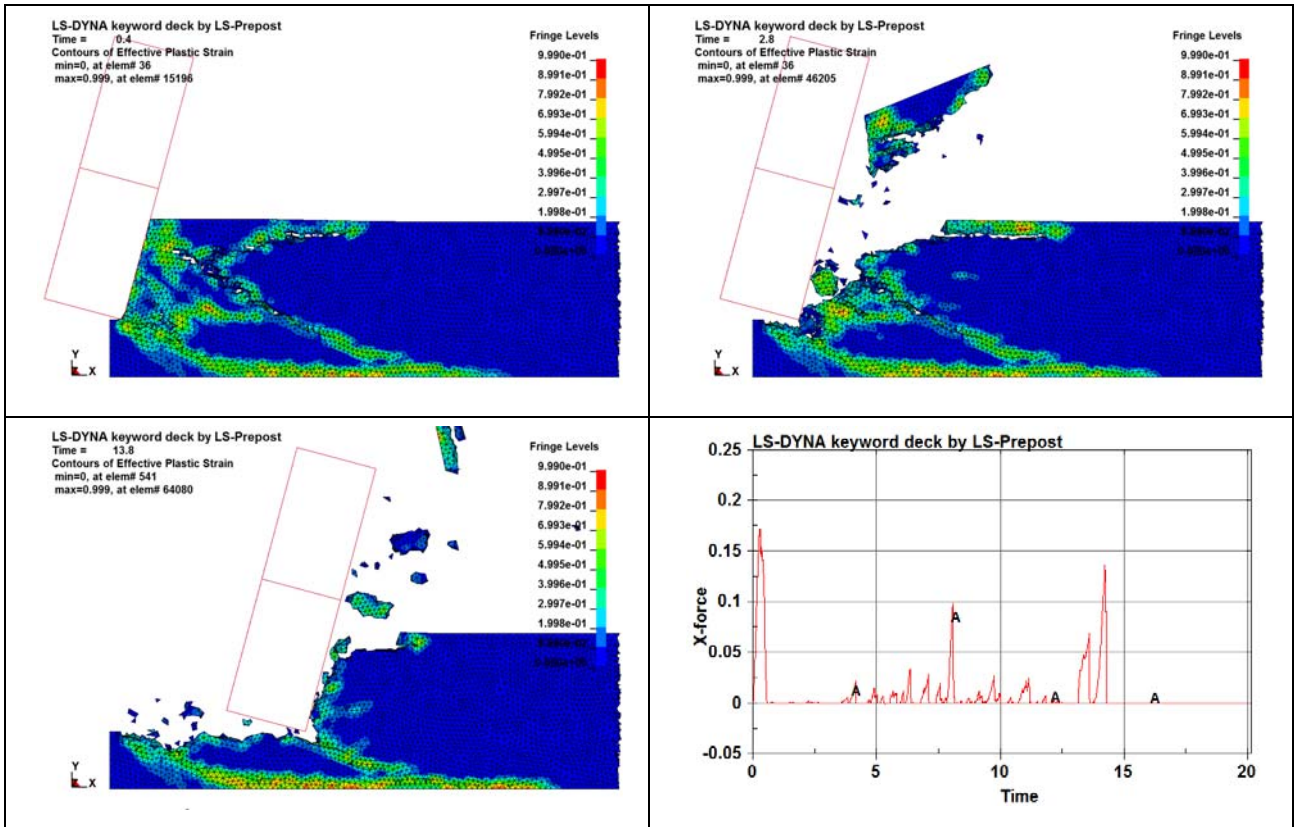 LS-DYNA keyword deck by LS-Prepost
Time = 0.4
Contours of Effective Plastic Strain
min=0, at elem# 36
max=0.999, at elem# 15196
Fringe Levels
9.990e-01
8.991e-01
7.992e-01
6.993e-01
5.994e-01
4.995e-01
3.996e-01
2.997e-01
1.998e-01
Y
X
LS-DYNA keyword deck by LS-Prepost
Time = 2.8
Contours of Effective Plastic Strain
min=0, at elem# 36
max=0.999, at elem# 46205
Fringe Levels
9.990e-01
8.991e-01
7.992e-01
6.993e-01
5.994e-01
4.995e-01
3.996e-01
2.997e-01
1.998e-01
Y
X
LS-DYNA keyword deck by LS-Prepost
Time = 13.8
Contours of Effective Plastic Strain
min=0, at elem# 541
max=0.999, at elem# 64080
Fringe Levels
9.990e-01
8.991e-01
7.992e-01
6.993e-01
5.994e-01
4.995e-01
3.996e-01
2.997e-01
1.998e-01
Y
X
LS-DYNA keyword deck by LS-Prepost
0.25
0.2
0.15
0.1
0.05
0
-0.05
X-force
A
A
A
A
0 5 10 15 20
Time